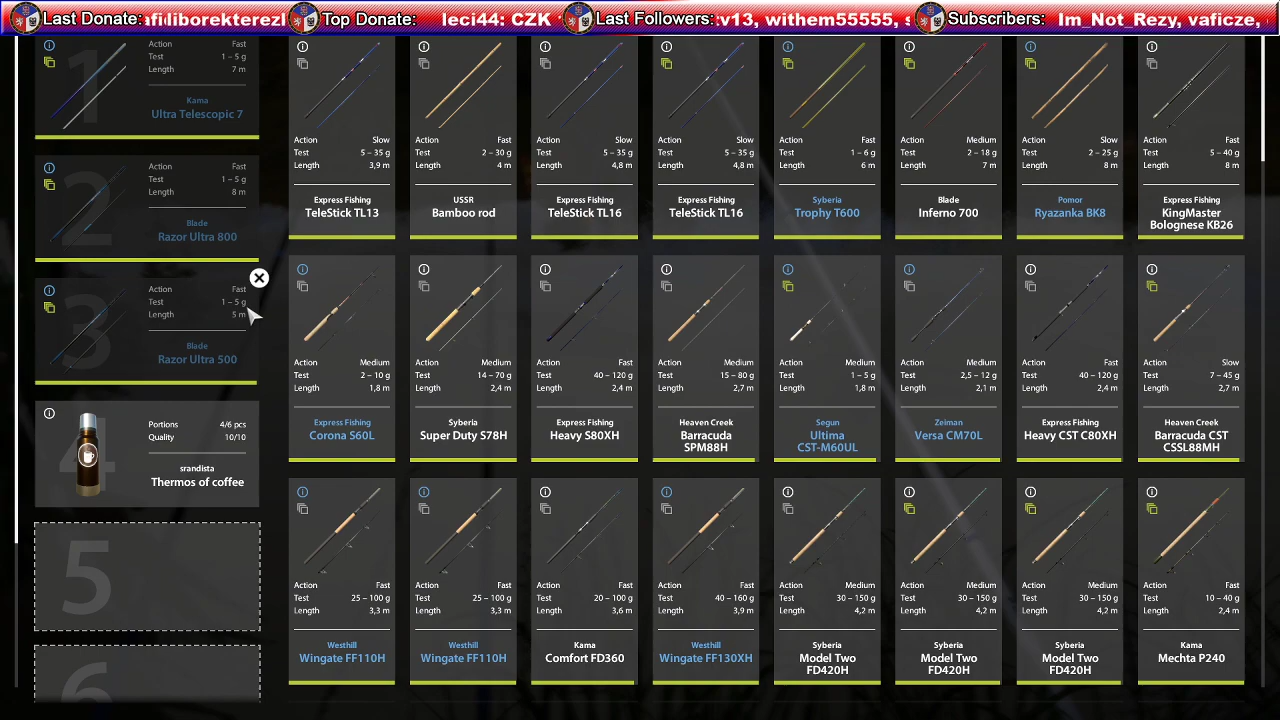 Last Donate: afiliborekterezl Top Donate: leci44: CZK Last Followers: :v13, withem55555, Subscribers: Im_Not_Rezy, vaficze,
1
Action Fast
Test 1 – 5 g
Length 7 m
Kama
Ultra Telescopic 7
2
Action Fast
Test 1 – 5 g
Length 8 m
Blade
Razor Ultra 800
3
Action Fast
Test 1 – 5 g
Length 5 m
Blade
Razor Ultra 500
4
Portions 4/6 pcs
Quality 10/10
srandista
Thermos of coffee
5
6
Action Slow
Test 5 – 35 g
Length 3,9 m
Express Fishing
TeleStick TL13
Action Fast
Test 2 – 30 g
Length 4 m
USSR
Bamboo rod
Action Slow
Test 5 – 35 g
Length 4,8 m
Express Fishing
TeleStick TL16
Action Slow
Test 5 – 35 g
Length 4,8 m
Express Fishing
TeleStick TL16
Action Fast
Test 1 – 6 g
Length 6 m
Syberia
Trophy T600
Action Medium
Test 2 – 18 g
Length 7 m
Blade
Inferno 700
Action Medium
Test 2 – 25 g
Length 8 m
Pomor
Ryazanka BK8
Action Fast
Test 5 – 40 g
Length 8 m
Express Fishing
KingMaster
Bolognese KB26
Action Medium
Test 2 – 10 g
Length 1,8 m
Express Fishing
Corona S60L
Action Medium
Test 14 – 70 g
Length 2,4 m
Syberia
Super Duty S78H
Action Fast
Test 40 – 120 g
Length 2,4 m
Express Fishing
Heavy S80XH
Action Medium
Test 15 – 80 g
Length 2,7 m
Heaven Creek
Barracuda
SPM88H
Action Medium
Test 1 – 5 g
Length 1,8 m
Segun
Ultima
CST-M60UL
Action Medium
Test 2,5 – 12 g
Length 2,1 m
Zeiman
Versa CM70L
Action Fast
Test 40 – 120 g
Length 2,4 m
Express Fishing
Heavy CST C80XH
Action Slow
Test 7 – 45 g
Length 2,7 m
Heaven Creek
Barracuda CST
CSSL88MH
Action Fast
Test 25 – 100 g
Length 3,3 m
Westhill
Wingate FF110H
Action Fast
Test 25 – 100 g
Length 3,3 m
Westhill
Wingate FF110H
Action Fast
Test 20 – 100 g
Length 3,6 m
Kama
Comfort FD360
Action Fast
Test 40 – 160 g
Length 3,9 m
Westhill
Wingate FF130XH
Action Medium
Test 30 – 150 g
Length 4,2 m
Syberia
Model Two
FD420H
Action Medium
Test 30 – 150 g
Length 4,2 m
Syberia
Model Two
FD420H
Action Medium
Test 30 – 150 g
Length 4,2 m
Syberia
Model Two
FD420H
Action Fast
Test 10 – 40 g
Length 2,4 m
Kama
Mechta P240